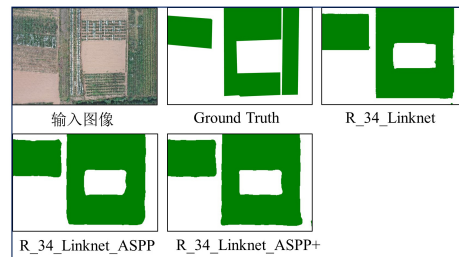 输入图像
Ground Truth
R_34_Linknet
R_34_Linknet_ASPP
R_34_Linknet_ASPP+